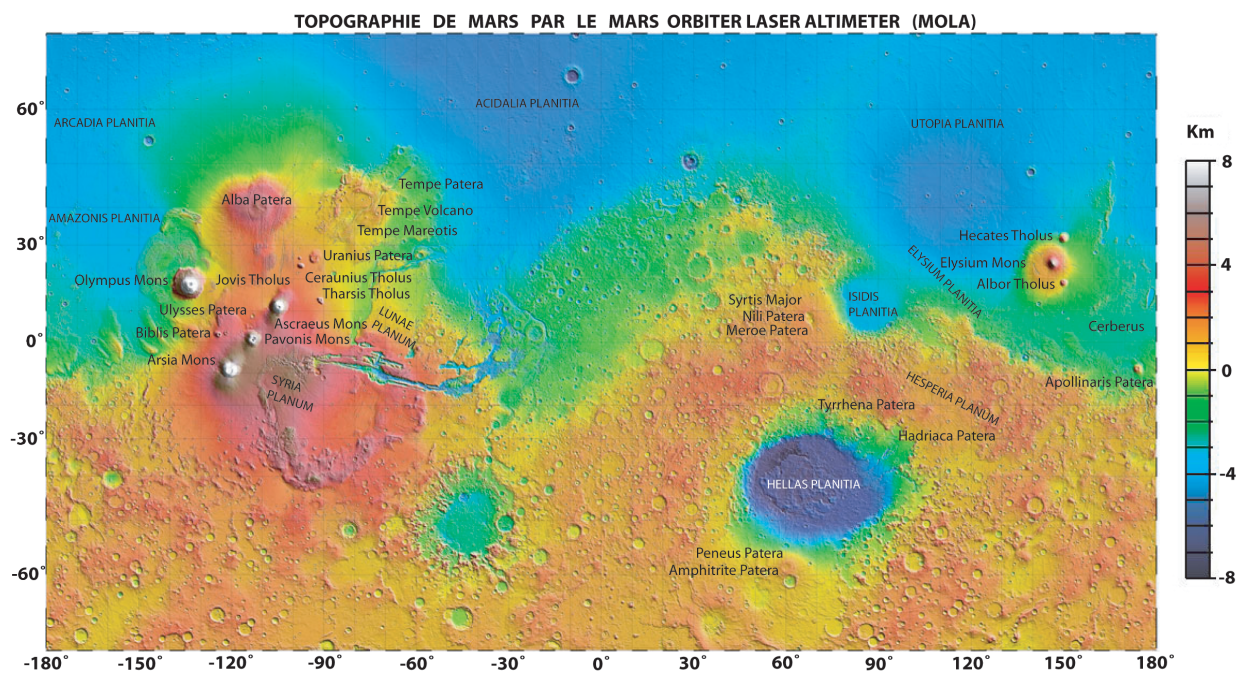 TOPOGRAPHIE DE MARS PAR LE MARS ORBITER LASER ALTIMETER (MOLA)
60°
30°
0°
-30°
-60°
ARCADIA PLANITIA
ACIDALIA PLANITIA
UTOPIA PLANITIA
Tempe Patera
Alba Patera
Tempe Volcano
AMAZONIS PLANITIA
Tempe Mareotis
Hecates Tholus
Uranius Patera
ELYSIUM PLANITIA
Elysium Mons
Olympus Mons
Jovis Tholus
Ceraunius Tholus
Albor Tholus
Tharsis Tholus
Syrtis Major
ISIDIS
PLANITIA
Ulysses Patera
LUNAE
PLANUM
Nili Patera
Ascraeus Mons
Cerberus
Biblis Patera
Pavonis Mons
Meroe Patera
Arsia Mons
SYRIA
PLANUM
HESPERIA PLANUM
Apollinaris Patera
Tyrrhena Patera
Hadriaca Patera
HELLAS PLANITIA
Peneus Patera
Amphitrite Patera
-180°
-150°
-120°
-90°
-60°
-30°
0°
30°
60°
90°
120°
150°
180°
Km
8
4
0
-4
-8